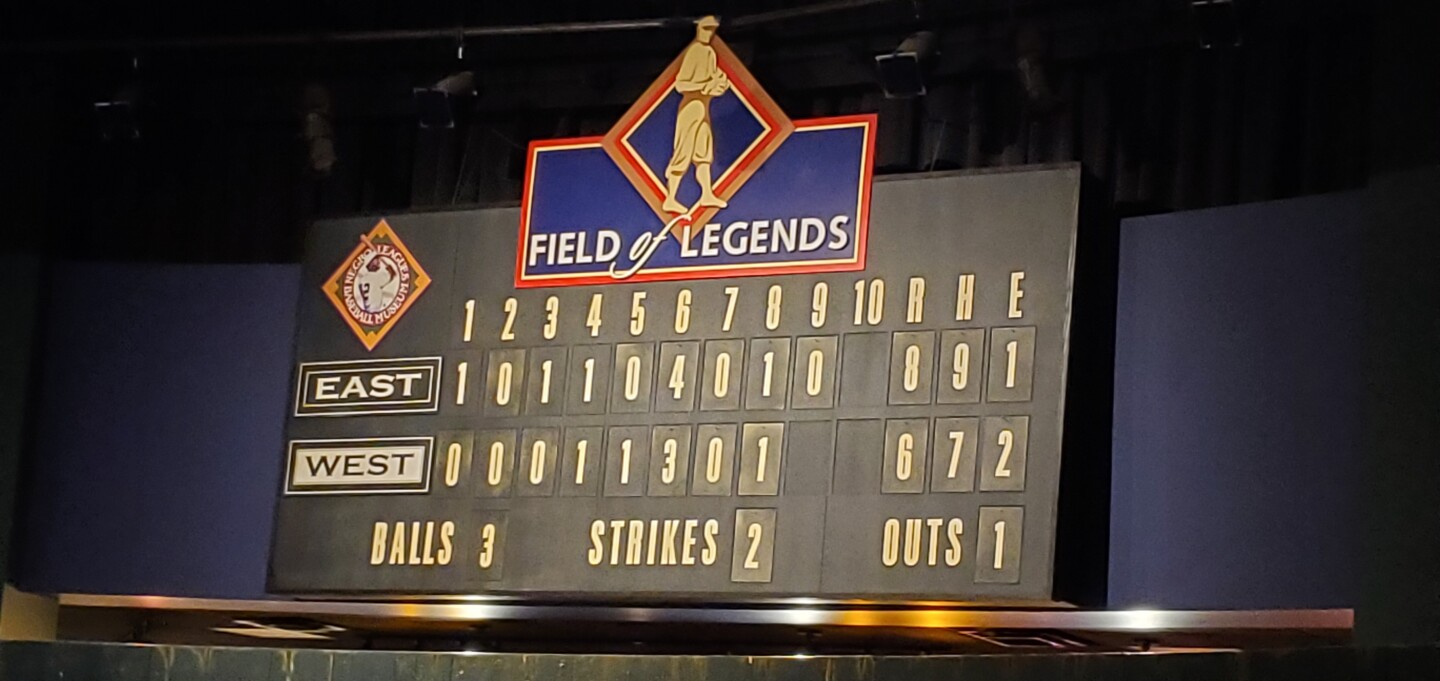 FIELD of LEGENDS
NEGRO LEAGUES
BASEBALL MUSEUM
1 2 3 4 5 6 7 8 9 10 R H E
EAST 1 0 1 1 0 4 0 1 0 8 9 1
WEST 0 0 0 1 1 3 0 1 6 7 2
BALLS 3 STRIKES 2 OUTS 1